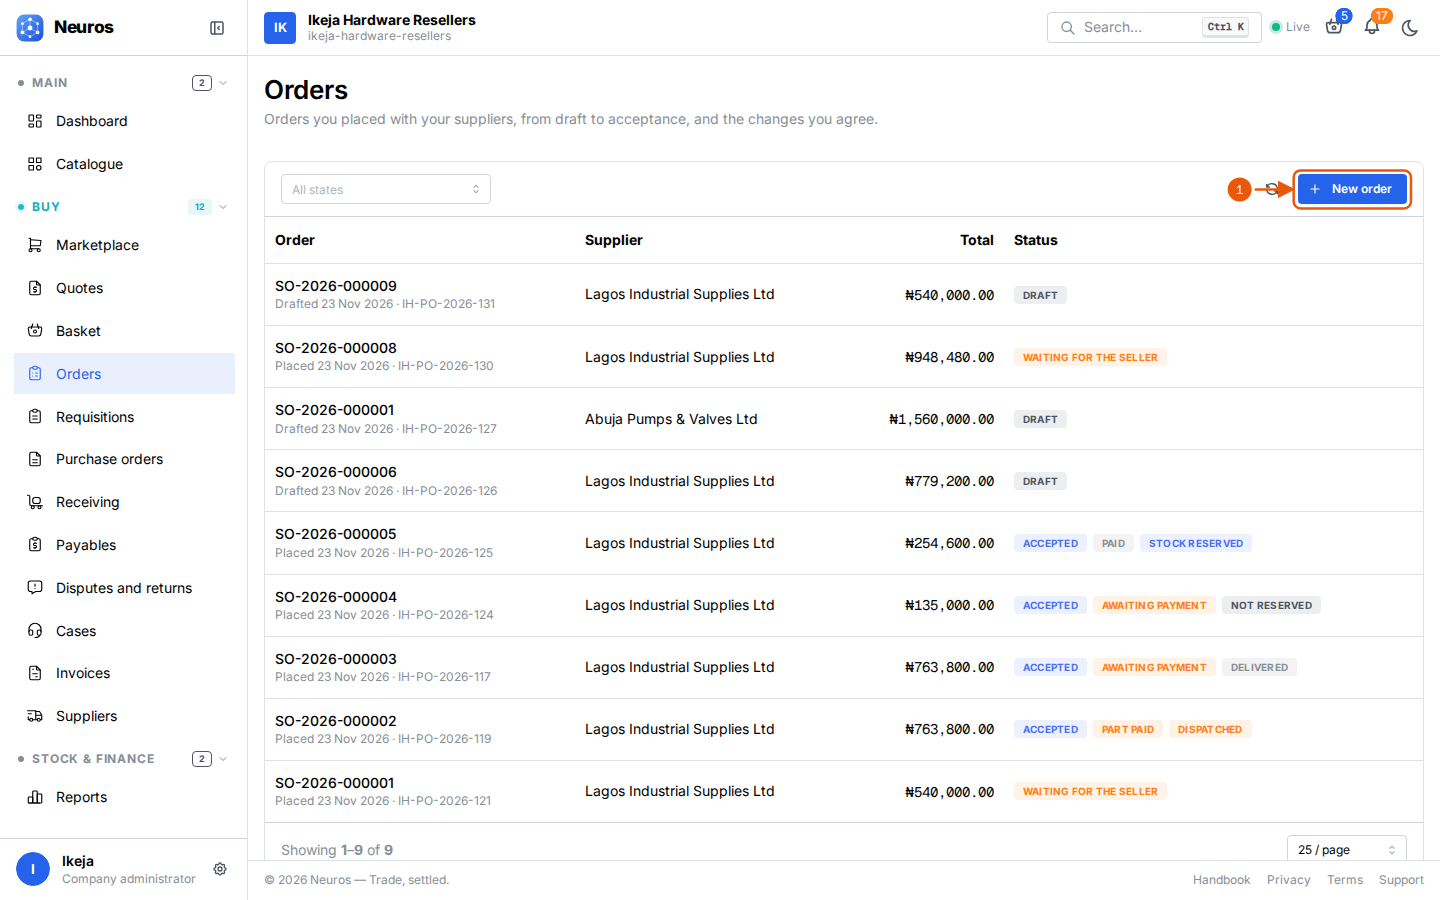 Neuros
IK
Ikeja Hardware Resellers
ikeja-hardware-resellers
Search...
Ctrl K
Live
5
17
MAIN
2
Dashboard
Catalogue
BUY
12
Marketplace
Quotes
Basket
Orders
Requisitions
Purchase orders
Receiving
Payables
Disputes and returns
Cases
Invoices
Suppliers
STOCK & FINANCE
2
Reports
I
Ikeja
Company administrator
Orders
Orders you placed with your suppliers, from draft to acceptance, and the changes you agree.
All states
1
New order
Order Supplier Total Status
SO-2026-000009
Drafted 23 Nov 2026 · IH-PO-2026-131
Lagos Industrial Supplies Ltd ₦540,000.00 DRAFT
SO-2026-000008
Placed 23 Nov 2026 · IH-PO-2026-130
Lagos Industrial Supplies Ltd ₦948,480.00 WAITING FOR THE SELLER
SO-2026-000001
Drafted 23 Nov 2026 · IH-PO-2026-127
Abuja Pumps & Valves Ltd ₦1,560,000.00 DRAFT
SO-2026-000006
Drafted 23 Nov 2026 · IH-PO-2026-126
Lagos Industrial Supplies Ltd ₦779,200.00 DRAFT
SO-2026-000005
Placed 23 Nov 2026 · IH-PO-2026-125
Lagos Industrial Supplies Ltd ₦254,600.00 ACCEPTED PAID STOCK RESERVED
SO-2026-000004
Placed 23 Nov 2026 · IH-PO-2026-124
Lagos Industrial Supplies Ltd ₦135,000.00 ACCEPTED AWAITING PAYMENT NOT RESERVED
SO-2026-000003
Placed 23 Nov 2026 · IH-PO-2026-117
Lagos Industrial Supplies Ltd ₦763,800.00 ACCEPTED AWAITING PAYMENT DELIVERED
SO-2026-000002
Placed 23 Nov 2026 · IH-PO-2026-119
Lagos Industrial Supplies Ltd ₦763,800.00 ACCEPTED PART PAID DISPATCHED
SO-2026-000001
Placed 23 Nov 2026 · IH-PO-2026-121
Lagos Industrial Supplies Ltd ₦540,000.00 WAITING FOR THE SELLER
Showing 1–9 of 9
25 / page
© 2026 Neuros — Trade, settled.
Handbook Privacy Terms Support